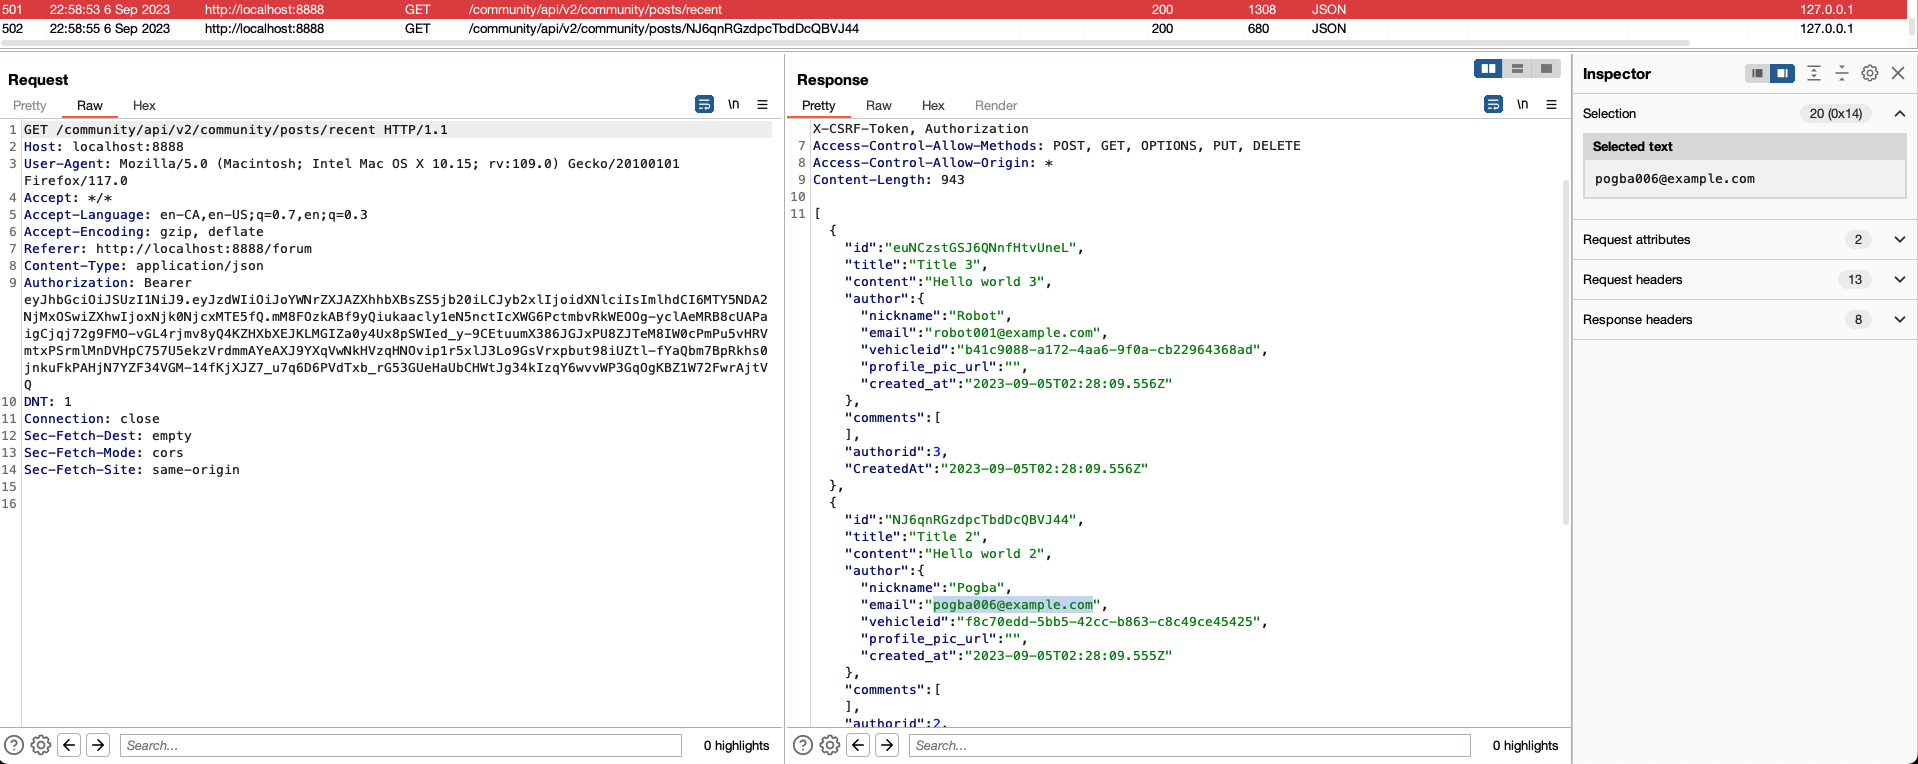 501 22:58:53 6 Sep 2023 http://localhost:8888 GET /community/api/v2/community/posts/recent 200 1308 JSON 127.0.0.1
502 22:58:55 6 Sep 2023 http://localhost:8888 GET /community/api/v2/community/posts/NJ6qnRGzdpcTbdDcQBVJ44 200 680 JSON 127.0.0.1
Request
Pretty Raw Hex
\n
1 GET /community/api/v2/community/posts/recent HTTP/1.1
2 Host: localhost:8888
3 User-Agent: Mozilla/5.0 (Macintosh; Intel Mac OS X 10.15; rv:109.0) Gecko/20100101
Firefox/117.0
4 Accept: */*
5 Accept-Language: en-CA,en-US;q=0.7,en;q=0.3
6 Accept-Encoding: gzip, deflate
7 Referer: http://localhost:8888/forum
8 Content-Type: application/json
9 Authorization: Bearer
eyJhbGciOiJSUzI1NiJ9.eyJzdWIiOiJoYWNrZXJAZXhhbXBsZS5jb20iLCJyb2xlIjoidXNlciIsImlhdCI6MTY5NDA2
NjMxOSwiZXhwIjoxNjk0NjcxMTE5fQ.mM8FOzkABf9yQiukaacly1eN5nctIcXWG6PctmbvRkWEOOg-yclAeMRB8cUAPa
igCjqj72g9FMO-vGL4rjmv8yQ4KZHXbXEJKLMGIZa0y4Ux8pSWIed_y-9CEtuumX386JGJxPU8ZJTeM8IW0cPmPu5vHRV
mtxPSrmlMnDVHpC757U5ekzVrdmmAYeAXJ9YXqVwNkHVzqHNOvip1r5xlJ3Lo9GsVrxpbut98iUZtl-fYaQbm7BpRkhs0
jnkuFkPAHjN7YZF34VGM-14fKjXJZ7_u7q6D6PVdTxb_rG53GUeHaUbCHWtJg34kIzqY6wvvWP3GqOgKBZ1W72FwrAjtV
Q
10 DNT: 1
11 Connection: close
12 Sec-Fetch-Dest: empty
13 Sec-Fetch-Mode: cors
14 Sec-Fetch-Site: same-origin
15
16
Search... 0 highlights
Response
Pretty Raw Hex Render
\n
X-CSRF-Token, Authorization
7 Access-Control-Allow-Methods: POST, GET, OPTIONS, PUT, DELETE
8 Access-Control-Allow-Origin: *
9 Content-Length: 943
10
11 [
{
"id":"euNCzstGSJ6QNnfHtvUneL",
"title":"Title 3",
"content":"Hello world 3",
"author":{
"nickname":"Robot",
"email":"robot001@example.com",
"vehicleid":"b41c9088-a172-4aa6-9f0a-cb22964368ad",
"profile_pic_url":"",
"created_at":"2023-09-05T02:28:09.556Z"
},
"comments":[
],
"authorid":3,
"CreatedAt":"2023-09-05T02:28:09.556Z"
},
{
"id":"NJ6qnRGzdpcTbdDcQBVJ44",
"title":"Title 2",
"content":"Hello world 2",
"author":{
"nickname":"Pogba",
"email":"pogba006@example.com",
"vehicleid":"f8c70edd-5bb5-42cc-b863-c8c49ce45425",
"profile_pic_url":"",
"created_at":"2023-09-05T02:28:09.555Z"
},
"comments":[
],
"authorid":2,
Search... 0 highlights
Inspector
Selection 20 (0x14)
Selected text
pogba006@example.com
Request attributes 2
Request headers 13
Response headers 8